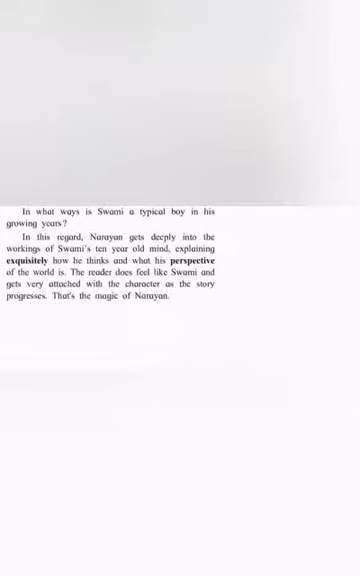 In what ways is Swami a typical boy in his
growing years?
In this regard, Narayan gets deeply into the
workings of Swami's ten year old mind, explaining
exquisitely how he thinks and what his perspective
of the world is. The reader does feel like Swami and
gets very attached with the character as the story
progresses. That's the magic of Narayan.